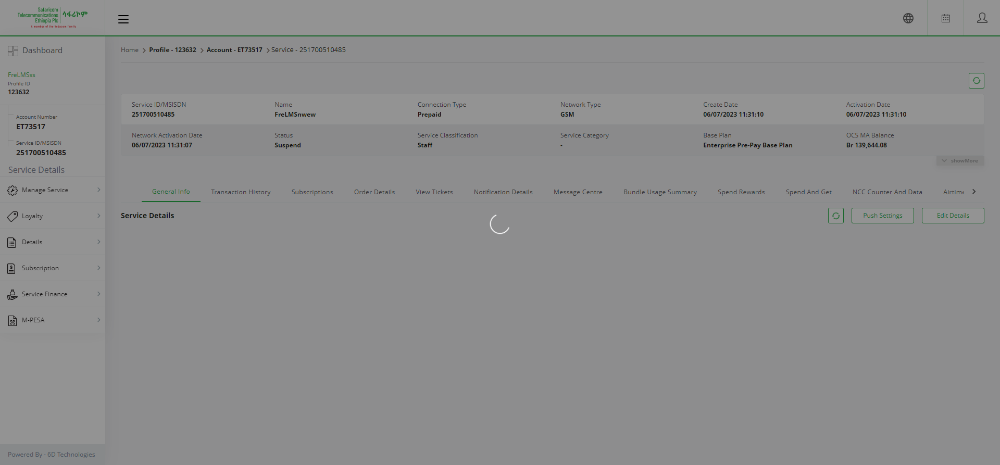 Safaricom
Telecommunications
Ethiopia Plc
ሳፋሪኮም
A member of the Vodacom family
Home
Profile - 123632
Account - ET73517
Service - 251700510485
Dashboard
FreLMSss
Profile ID
123632
Account Number
ET73517
Service ID/MSISDN
251700510485
Service Details
Manage Service
Loyalty
Details
Subscription
Service Finance
M-PESA
Powered By - 6D Technologies
Service ID/MSISDN
251700510485
Name
FreLMSnwew
Connection Type
Prepaid
Network Type
GSM
Create Date
06/07/2023 11:31:10
Activation Date
06/07/2023 11:31:10
Network Activation Date
06/07/2023 11:31:07
Status
Suspend
Service Classification
Staff
Service Category
-
Base Plan
Enterprise Pre-Pay Base Plan
OCS MA Balance
Br 139,644.08
showMore
General Info
Transaction History
Subscriptions
Order Details
View Tickets
Notification Details
Message Centre
Bundle Usage Summary
Spend Rewards
Spend And Get
NCC Counter And Data
Airtime
Service Details
Push Settings
Edit Details